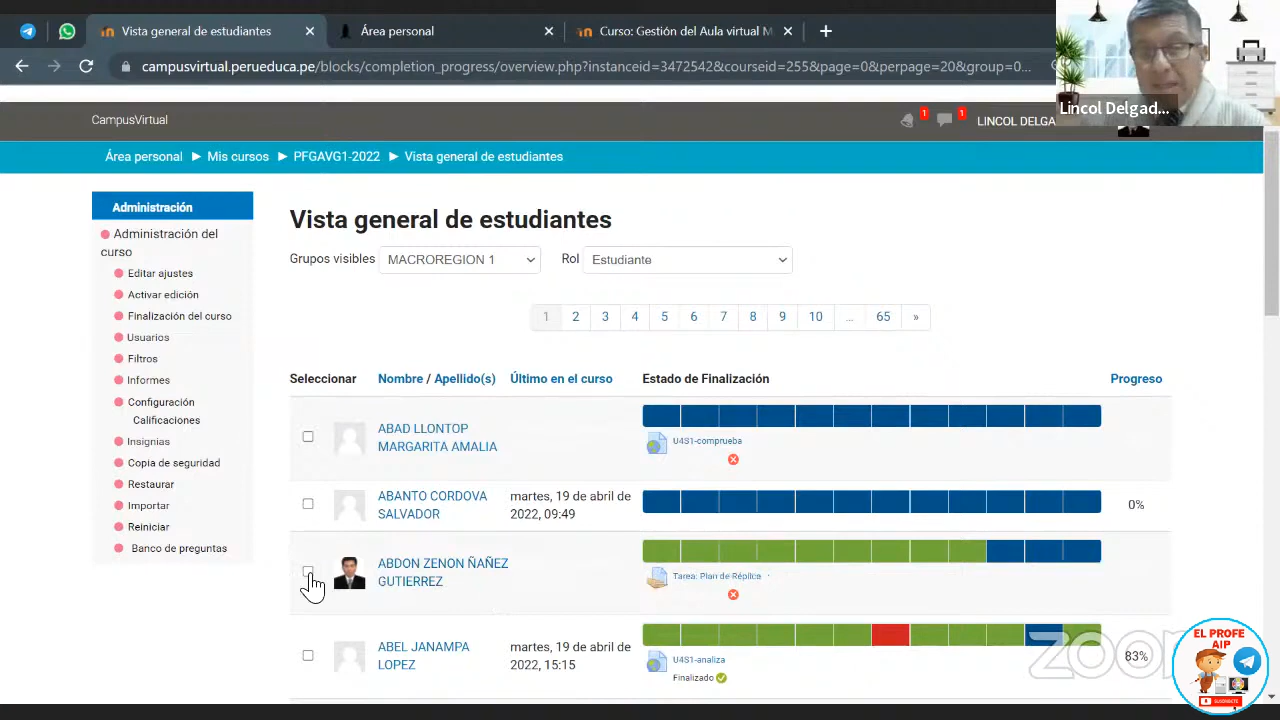 Vista general de estudiantes
Área personal
Curso: Gestión del Aula virtual M
campusvirtual.perueduca.pe/blocks/completion_progress/overview.php?instanceid=3472542&courseid=255&page=0&perpage=20&group=0...
Lincol Delgad...
CampusVirtual
1
1
LINCOL DELGA
Área personal
Mis cursos
PFGAVG1-2022
Vista general de estudiantes
Administración
Administración del
curso
Editar ajustes
Activar edición
Finalización del curso
Usuarios
Filtros
Informes
Configuración
Calificaciones
Insignias
Copia de seguridad
Restaurar
Importar
Reiniciar
Banco de preguntas
Vista general de estudiantes
Grupos visibles MACROREGION 1 Rol Estudiante
1 2 3 4 5 6 7 8 9 10 ... 65 »
Seleccionar Nombre / Apellido(s) Último en el curso Estado de Finalización Progreso
ABAD LLONTOP
MARGARITA AMALIA
U4S1-comprueba
ABANTO CORDOVA
SALVADOR
martes, 19 de abril de
2022, 09:49
0%
ABDON ZENON ÑAÑEZ
GUTIERREZ
Tarea: Plan de Réplica
ABEL JANAMPA
LOPEZ
martes, 19 de abril de
2022, 15:15
U4S1-analiza
Finalizado
83%
zoom
EL PROFE
AIP